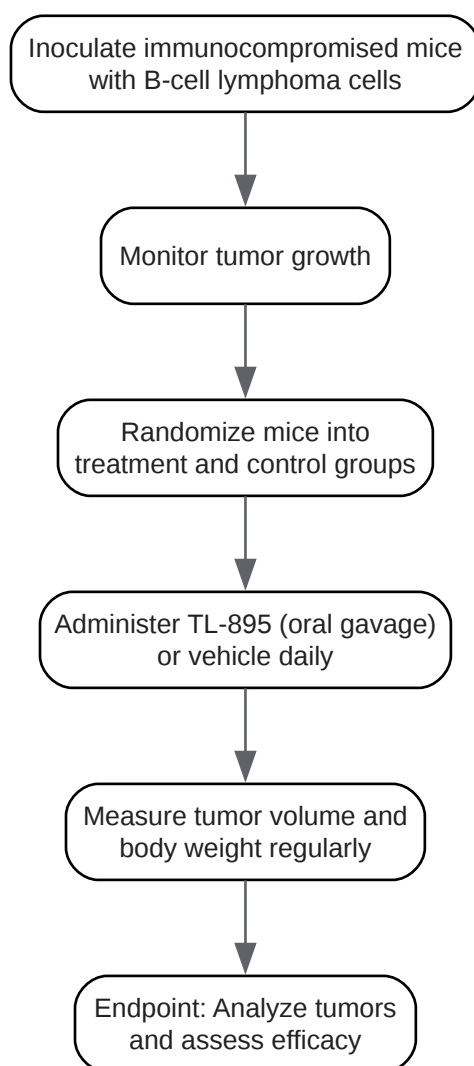 Inoculate immunocompromised mice
with B-cell lymphoma cells
Monitor tumor growth
Randomize mice into
treatment and control groups
Administer TL-895 (oral gavage)
or vehicle daily
Measure tumor volume and
body weight regularly
Endpoint: Analyze tumors
and assess efficacy